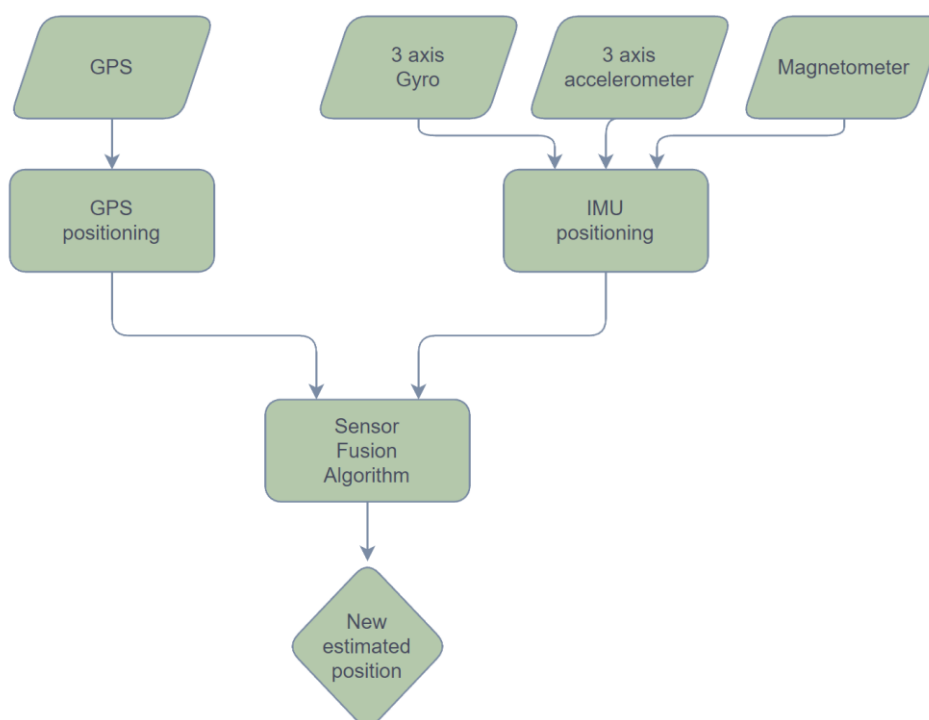 GPS
3 axis
Gyro
3 axis
accelerometer
Magnetometer
GPS
positioning
IMU
positioning
Sensor
Fusion
Algorithm
New
estimated
position